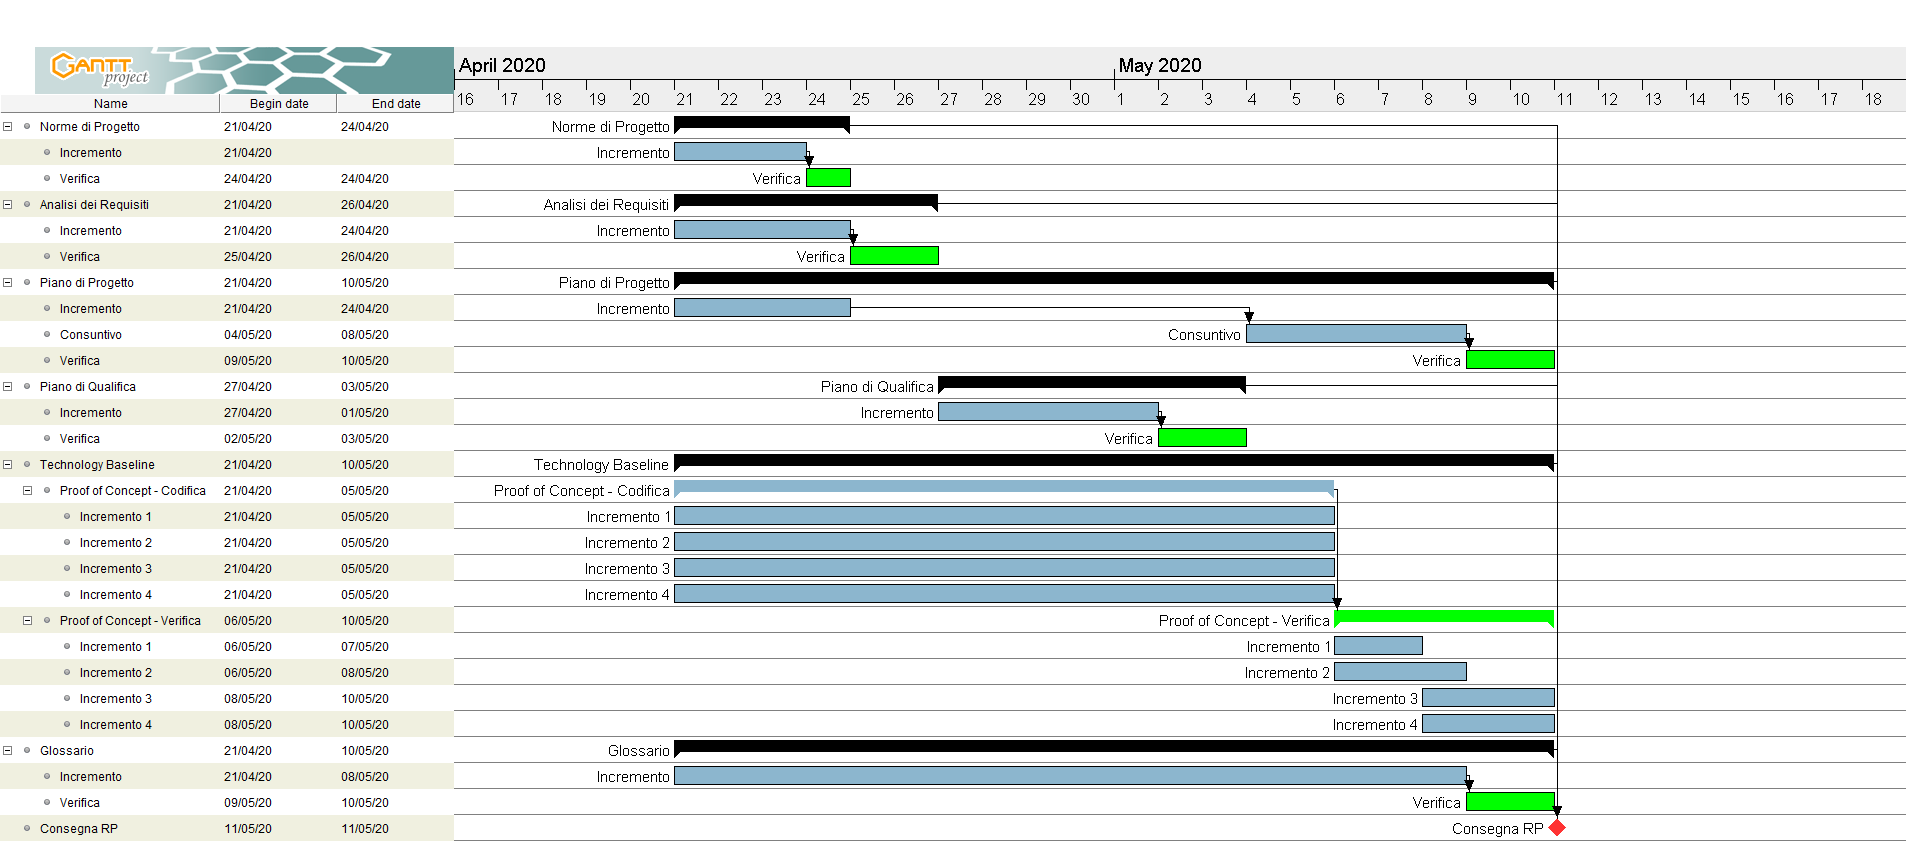 GANTT
project
April 2020
May 2020
Name Begin date End date
16 17 18 19 20 21 22 23 24 25 26 27 28 29 30 1 2 3 4 5 6 7 8 9 10 11 12 13 14 15 16 17 18
Norme di Progetto 21/04/20 24/04/20 Norme di Progetto
Incremento 21/04/20 Incremento
Verifica 24/04/20 24/04/20 Verifica
Analisi dei Requisiti 21/04/20 26/04/20 Analisi dei Requisiti
Incremento 21/04/20 24/04/20 Incremento
Verifica 25/04/20 26/04/20 Verifica
Piano di Progetto 21/04/20 10/05/20 Piano di Progetto
Incremento 21/04/20 24/04/20 Incremento
Consuntivo 04/05/20 08/05/20 Consuntivo
Verifica 09/05/20 10/05/20 Verifica
Piano di Qualifica 27/04/20 03/05/20 Piano di Qualifica
Incremento 27/04/20 01/05/20 Incremento
Verifica 02/05/20 03/05/20 Verifica
Technology Baseline 21/04/20 10/05/20 Technology Baseline
Proof of Concept - Codifica 21/04/20 05/05/20 Proof of Concept - Codifica
Incremento 1 21/04/20 05/05/20 Incremento 1
Incremento 2 21/04/20 05/05/20 Incremento 2
Incremento 3 21/04/20 05/05/20 Incremento 3
Incremento 4 21/04/20 05/05/20 Incremento 4
Proof of Concept - Verifica 06/05/20 10/05/20 Proof of Concept - Verifica
Incremento 1 06/05/20 07/05/20 Incremento 1
Incremento 2 06/05/20 08/05/20 Incremento 2
Incremento 3 08/05/20 10/05/20 Incremento 3
Incremento 4 08/05/20 10/05/20 Incremento 4
Glossario 21/04/20 10/05/20 Glossario
Incremento 21/04/20 08/05/20 Incremento
Verifica 09/05/20 10/05/20 Verifica
Consegna RP 11/05/20 11/05/20 Consegna RP